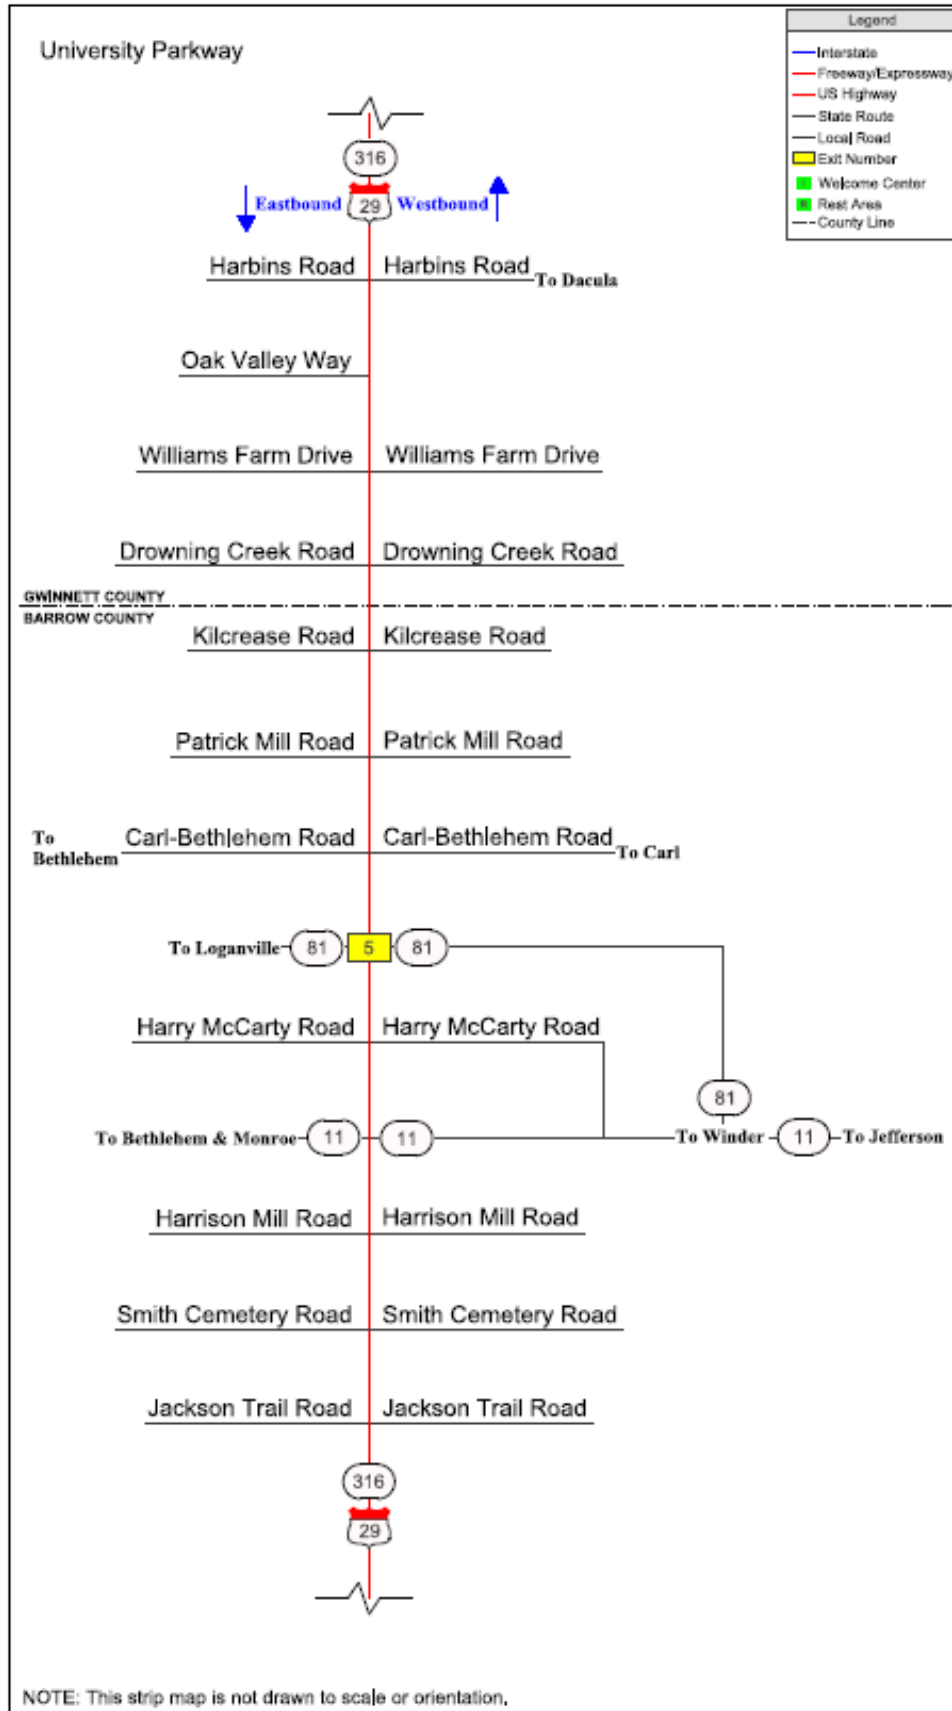 University Parkway
Legend
Interstate
Freeway/Expressway
US Highway
State Route
Local Road
Exit Number
Welcome Center
Rest Area
County Line
316
Eastbound 29 Westbound
Harbins Road Harbins Road To Dacula
Oak Valley Way
Williams Farm Drive Williams Farm Drive
Drowning Creek Road Drowning Creek Road
GWINNETT COUNTY
BARROW COUNTY
Kilcrease Road Kilcrease Road
Patrick Mill Road Patrick Mill Road
To
Bethlehem
Carl-Bethlehem Road Carl-Bethlehem Road To Carl
To Loganville 81 5 81
Harry McCarty Road Harry McCarty Road
81
To Bethlehem & Monroe 11 11 To Winder 11 To Jefferson
Harrison Mill Road Harrison Mill Road
Smith Cemetery Road Smith Cemetery Road
Jackson Trail Road Jackson Trail Road
316
29
NOTE: This strip map is not drawn to scale or orientation.